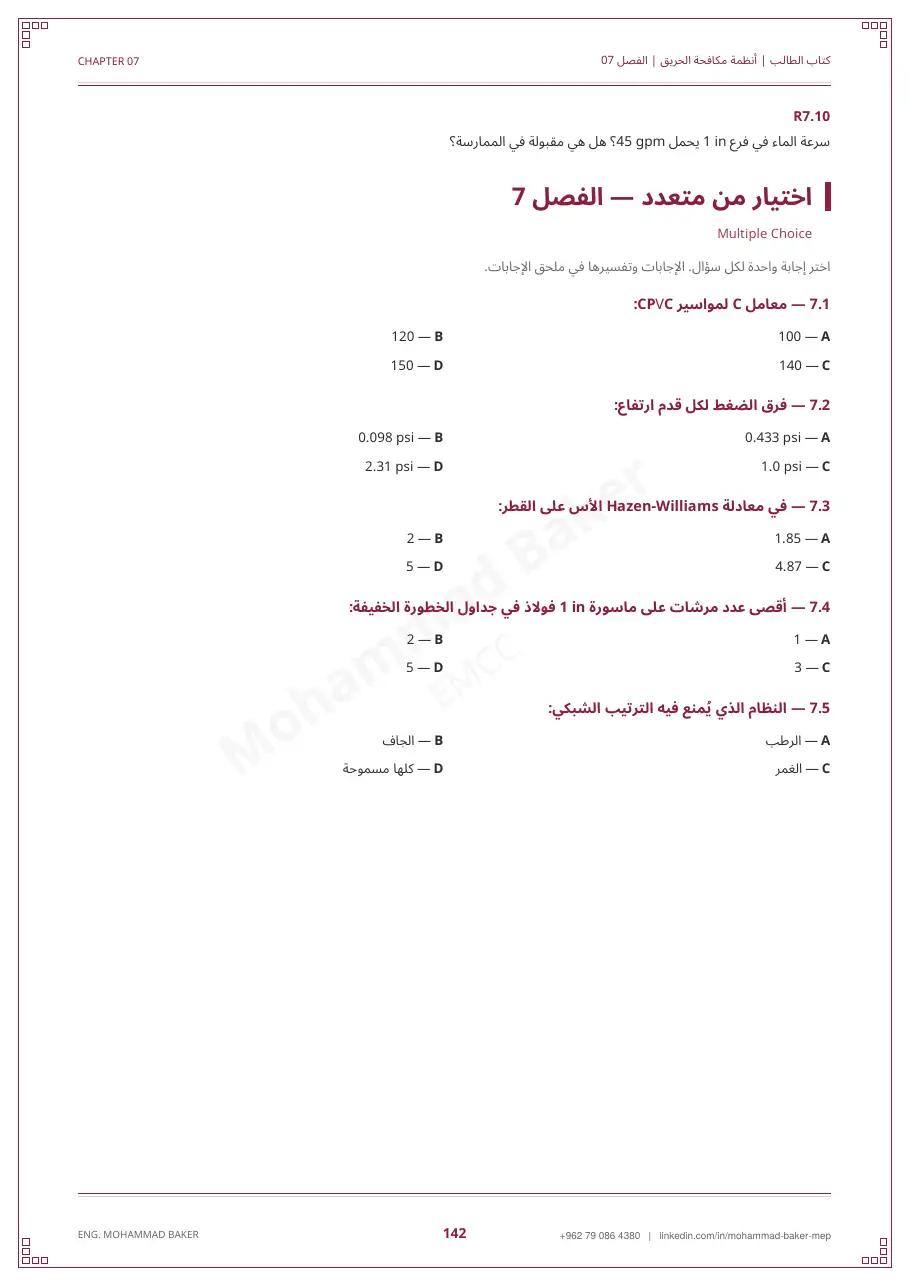 كتاب الطالب | أنظمة مكافحة الحريق | الفصل 07
CHAPTER 07
R7.10
سرعة الماء في فرع 1 in يحمل 45 gpm؟ هل هي مقبولة في الممارسة؟
اختيار من متعدد — الفصل 7
Multiple Choice
اختر إجابة واحدة لكل سؤال. الإجابات وتفسيرها في ملحق الإجابات.
7.1 — معامل C لمواسير CPVC:
A — 100
B — 120
C — 140
D — 150
7.2 — فرق الضغط لكل قدم ارتفاع:
A — 0.433 psi
B — 0.098 psi
C — 1.0 psi
D — 2.31 psi
7.3 — في معادلة Hazen-Williams الأس على القطر:
A — 1.85
B — 2
C — 4.87
D — 5
7.4 — أقصى عدد مرشات على ماسورة 1 in فولاذ في جداول الخطورة الخفيفة:
A — 1
B — 2
C — 3
D — 5
7.5 — النظام الذي يُمنع فيه الترتيب الشبكي:
A — الرطب
B — الجاف
C — الغمر
D — كلها مسموحة
Mohammad Baker
EMCC
ENG. MOHAMMAD BAKER
142
+962 79 086 4380 | linkedin.com/in/mohammad-baker-mep